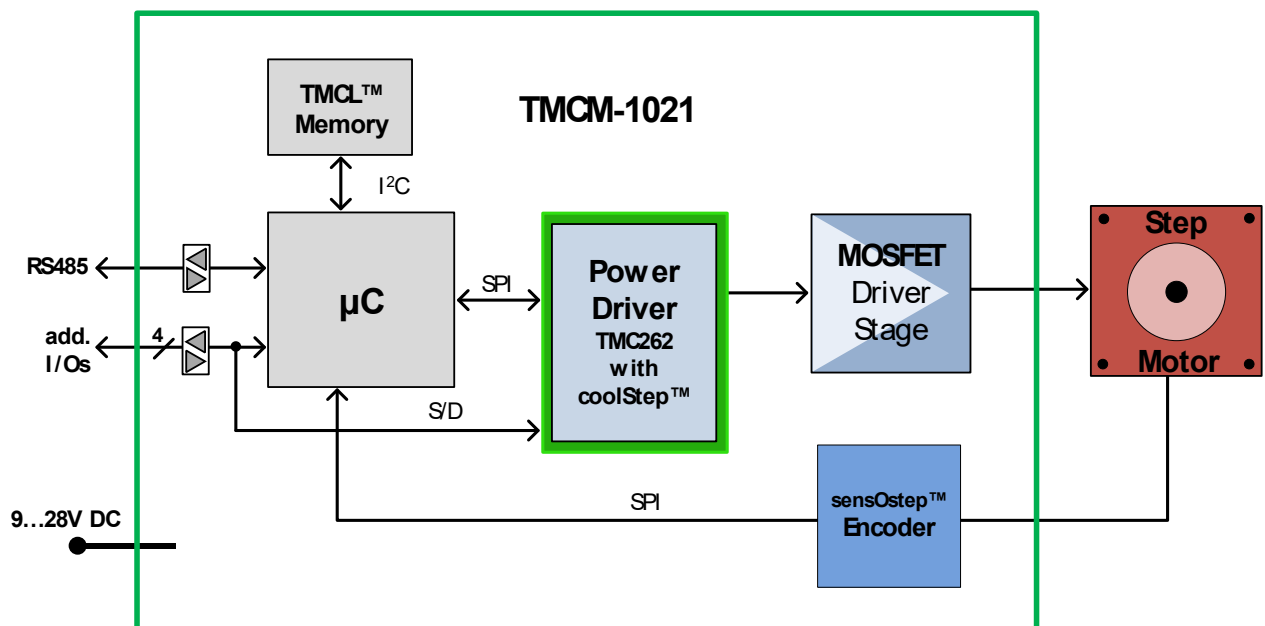 TMCL™
Memory
TMCM-1021
I²C
RS485
µC
SPI
Power
Driver
TMC262
with
coolStep™
MOSFET
Driver
Stage
Step
Motor
add.
I/Os
4
S/D
9…28V DC
SPI
sensOstep™
Encoder